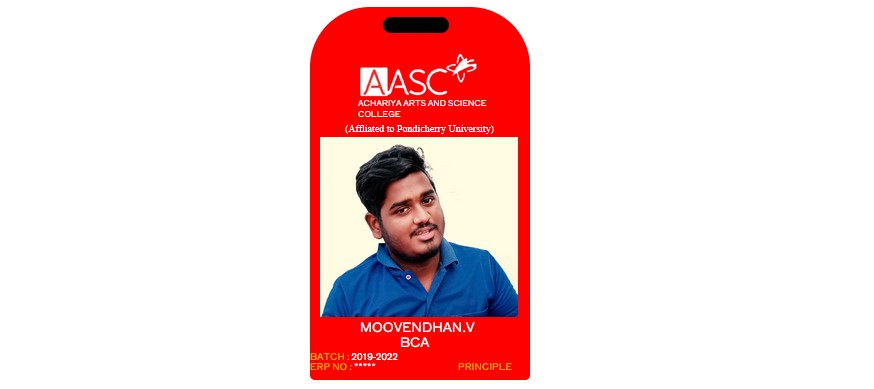 AASC
ACHARIYA ARTS AND SCIENCE
COLLEGE
(Affliated to Pondicherry University)
MOOVENDHAN.V
BCA
BATCH : 2019-2022
ERP NO : ***** PRINCIPLE